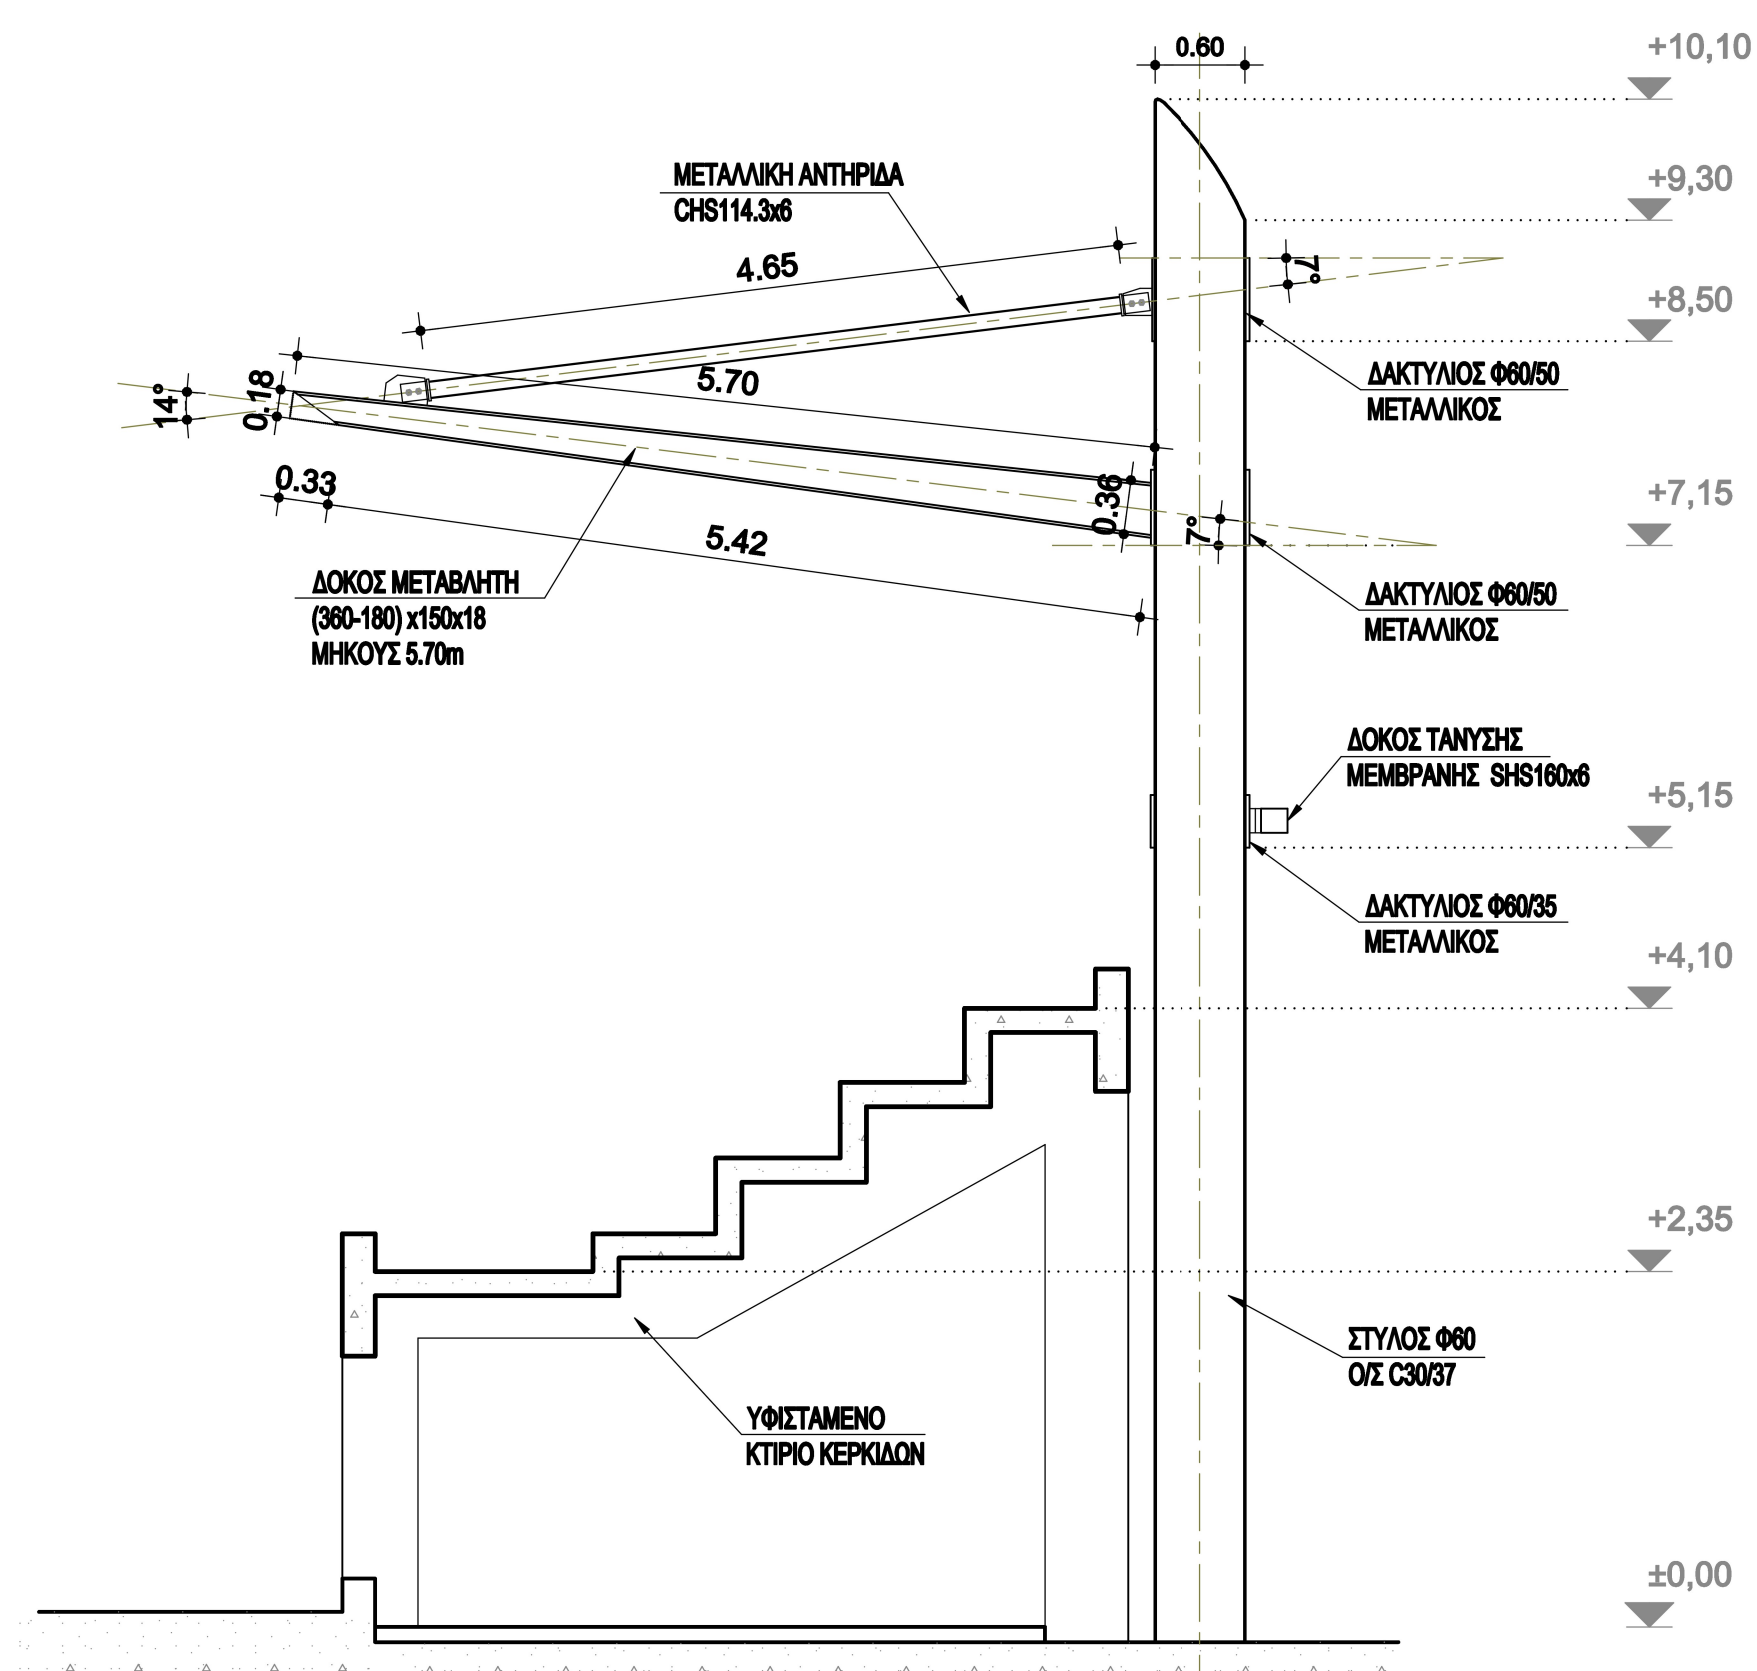 0.60
+10,10
ΜΕΤΑΛΛΙΚΗ ΑΝΤΗΡΙΔΑ
CHS114.3x6
+9,30
4.65
7°
+8,50
5.70
ΔΑΚΤΥΛΙΟΣ Φ60/50
ΜΕΤΑΛΛΙΚΟΣ
14°
0.18
0.33
0.36
7°
+7,15
5.42
ΔΟΚΟΣ ΜΕΤΑΒΛΗΤΗ
(360-180) x150x18
ΜΗΚΟΥΣ 5.70m
ΔΑΚΤΥΛΙΟΣ Φ60/50
ΜΕΤΑΛΛΙΚΟΣ
ΔΟΚΟΣ ΤΑΝΥΣΗΣ
ΜΕΜΒΡΑΝΗΣ SHS160x6
+5,15
ΔΑΚΤΥΛΙΟΣ Φ60/35
ΜΕΤΑΛΛΙΚΟΣ
+4,10
+2,35
ΣΤΥΛΟΣ Φ60
Ο/Σ C30/37
ΥΦΙΣΤΑΜΕΝΟ
ΚΤΙΡΙΟ ΚΕΡΚΙΔΩΝ
±0,00